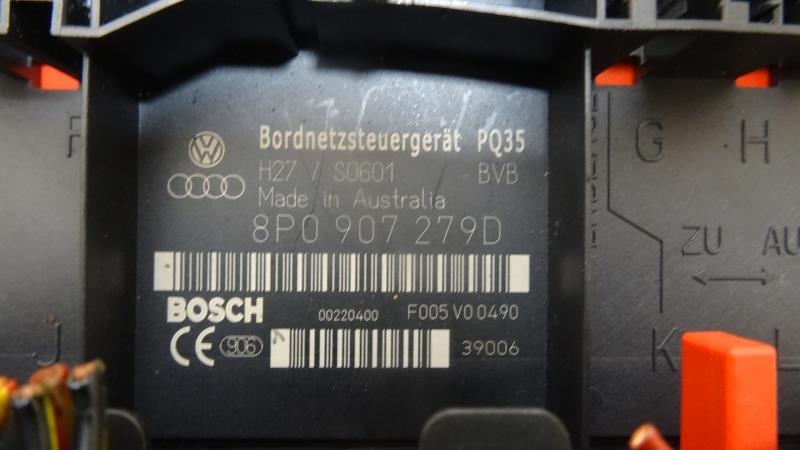 Bordnetzsteuergerät PQ35
H27 / S0601 BVB
Made in Australia
8P0 907 279D
BOSCH 00220400 F005 V0 0490
CE 906 39006
F
G H
ZU AU
J
K L